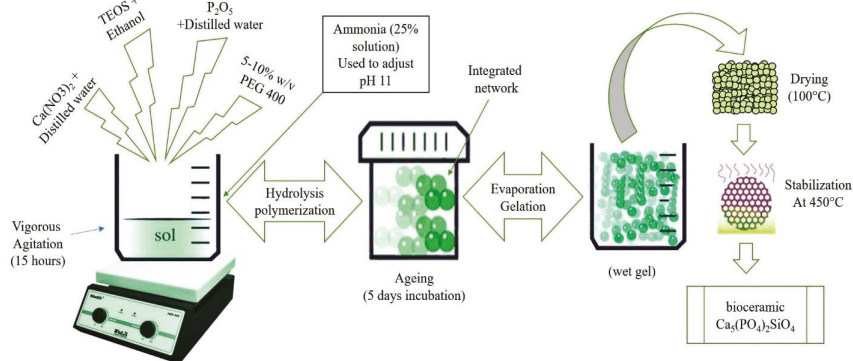 TEOS +
Ethanol
P₂O₅
+Distilled water
Ca(NO3)₂ +
Distilled water
5-10% w/v
PEG 400
Ammonia (25%
solution)
Used to adjust
pH 11
Integrated
network
Drying
(100°C)
Hydrolysis
polymerization
Evaporation
Gelation
Stabilization
At 450°C
Vigorous
Agitation
(15 hours)
sol
Ageing
(5 days incubation)
(wet gel)
bioceramic
Ca₅(PO₄)₂SiO₄